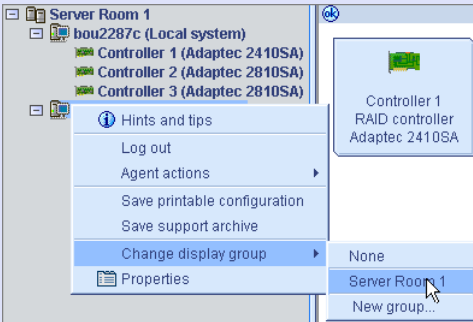 Server Room 1
bou2287c (Local system)
Controller 1 (Adaptec 2410SA)
Controller 2 (Adaptec 2810SA)
Controller 3 (Adaptec 2810SA)
ok
Controller 1
RAID controller
Adaptec 2410SA
Hints and tips
Log out
Agent actions
Save printable configuration
Save support archive
Change display group
Properties
None
Server Room 1
New group...